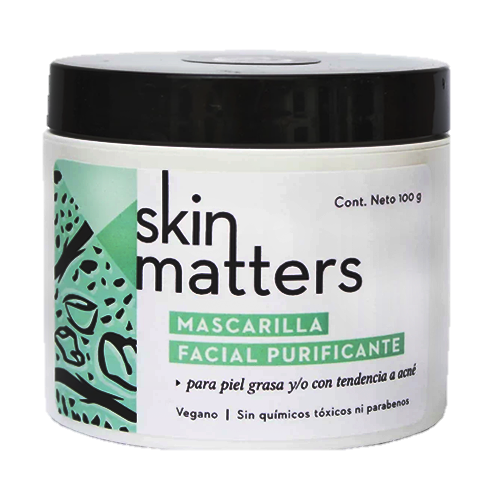 Cont. Neto 100 g
skin
matters
MASCARILLA
FACIAL PURIFICANTE
▸ para piel grasa y/o con tendencia a acné
Vegano | Sin químicos tóxicos ni parabenos